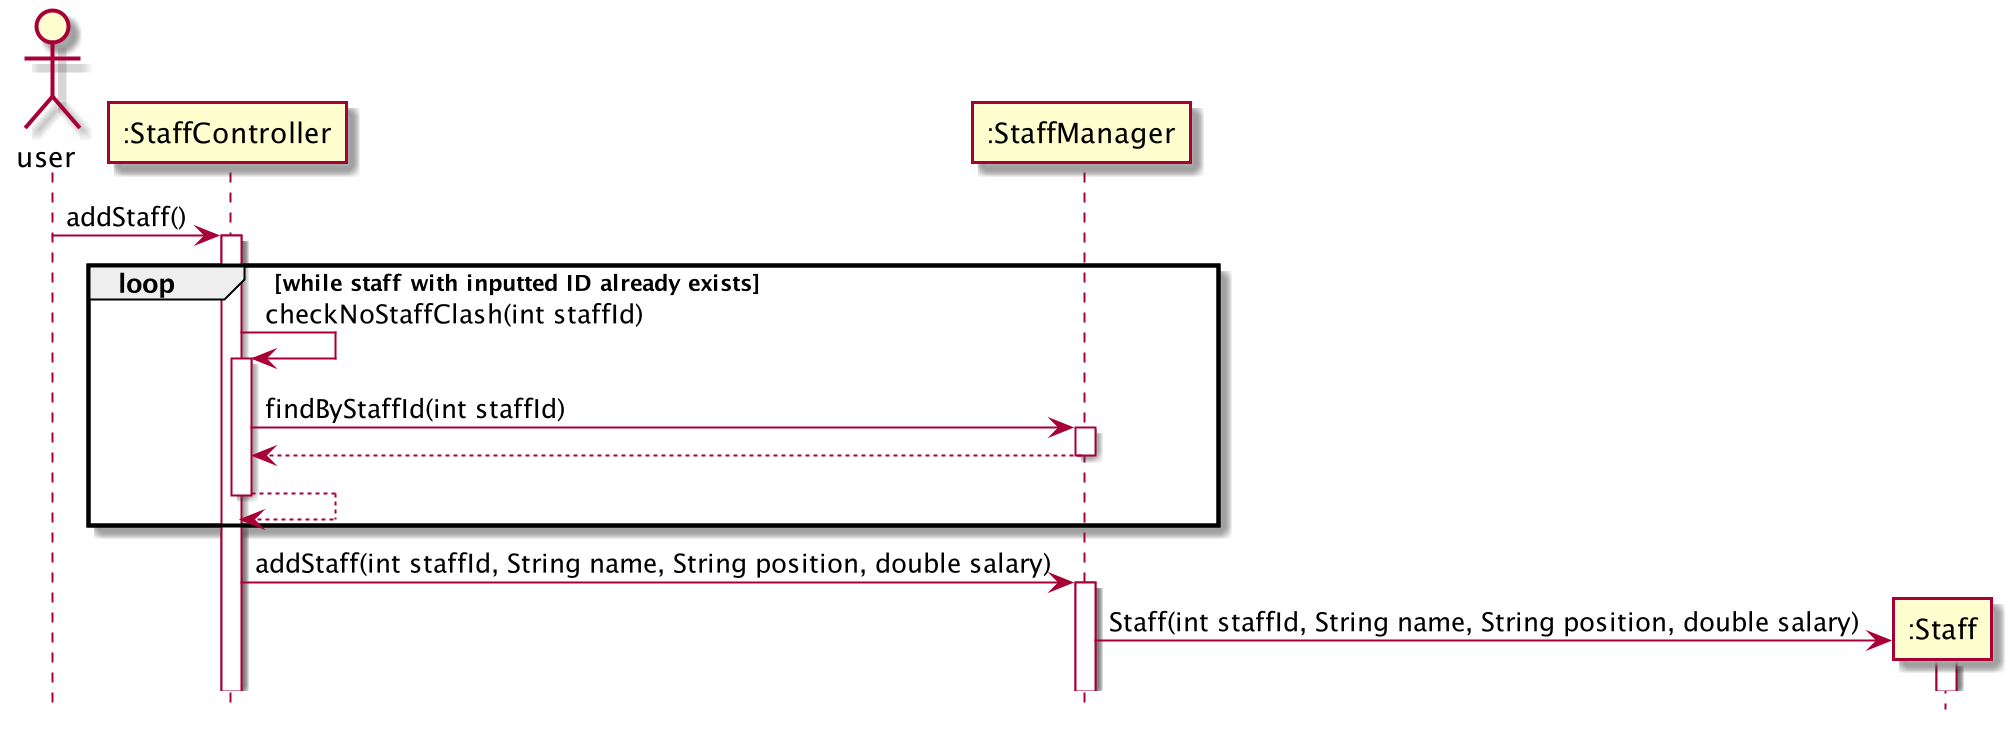 user
:StaffController
:StaffManager
addStaff()
loop
[while staff with inputted ID already exists]
checkNoStaffClash(int staffId)
findByStaffId(int staffId)
addStaff(int staffId, String name, String position, double salary)
Staff(int staffId, String name, String position, double salary)
:Staff